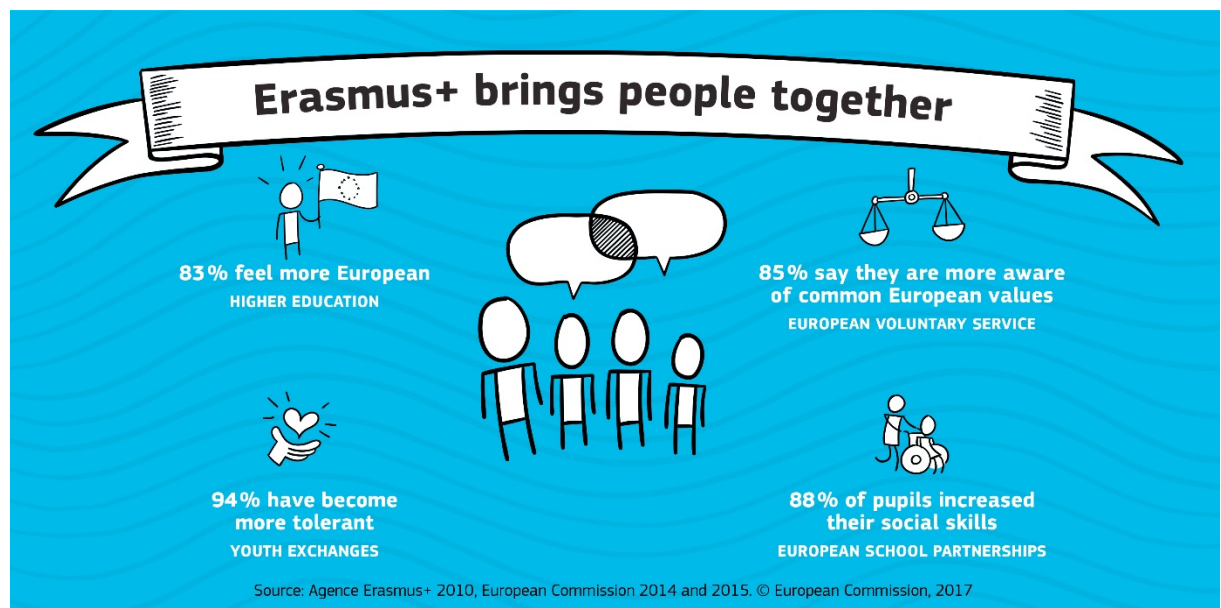 Erasmus+ brings people together
83% feel more European
HIGHER EDUCATION
85% say they are more aware
of common European values
EUROPEAN VOLUNTARY SERVICE
94% have become
more tolerant
YOUTH EXCHANGES
88% of pupils increased
their social skills
EUROPEAN SCHOOL PARTNERSHIPS
Source: Agence Erasmus+ 2010, European Commission 2014 and 2015. © European Commission, 2017